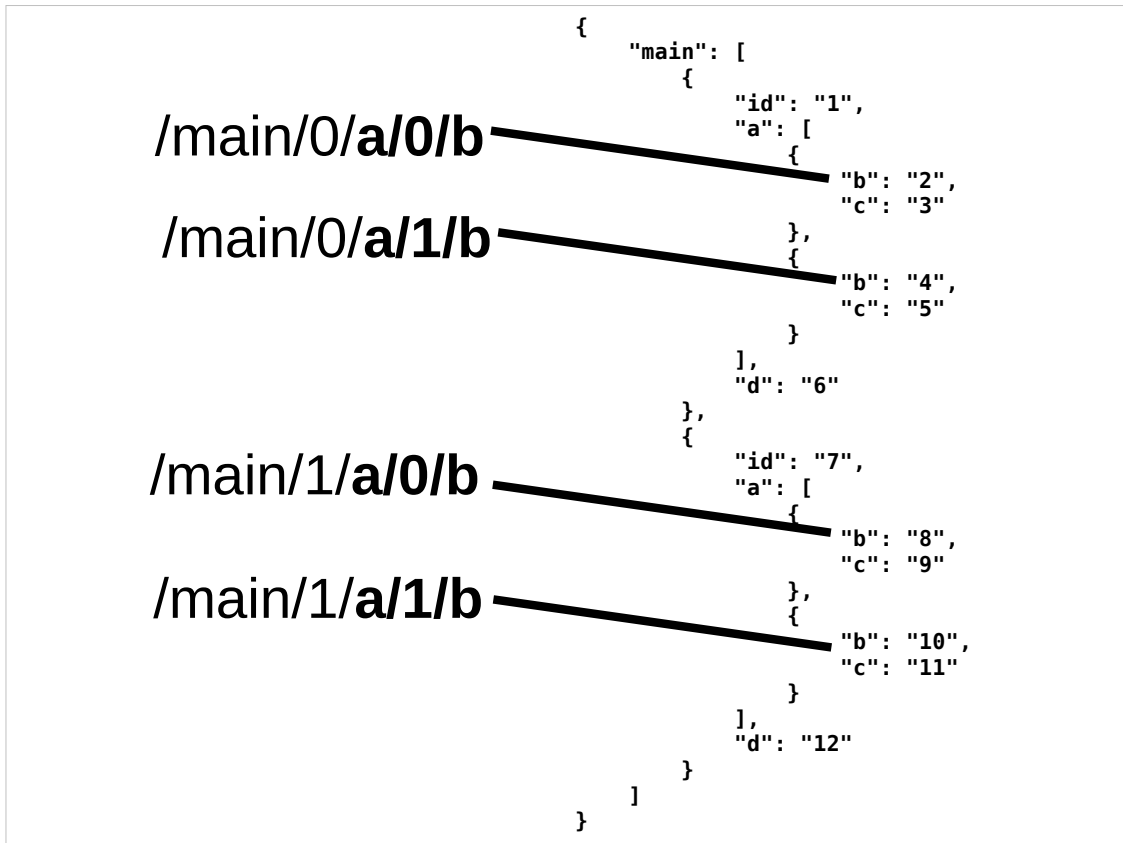 {
"main": [
{
"id": "1",
/main/0/a/0/b
"a": [
{
"b": "2",
"c": "3"
/main/0/a/1/b
},
{
"b": "4",
"c": "5"
}
],
"d": "6"
},
{
"id": "7",
/main/1/a/0/b
"a": [
{
"b": "8",
"c": "9"
},
/main/1/a/1/b
{
"b": "10",
"c": "11"
}
],
"d": "12"
}
]
}